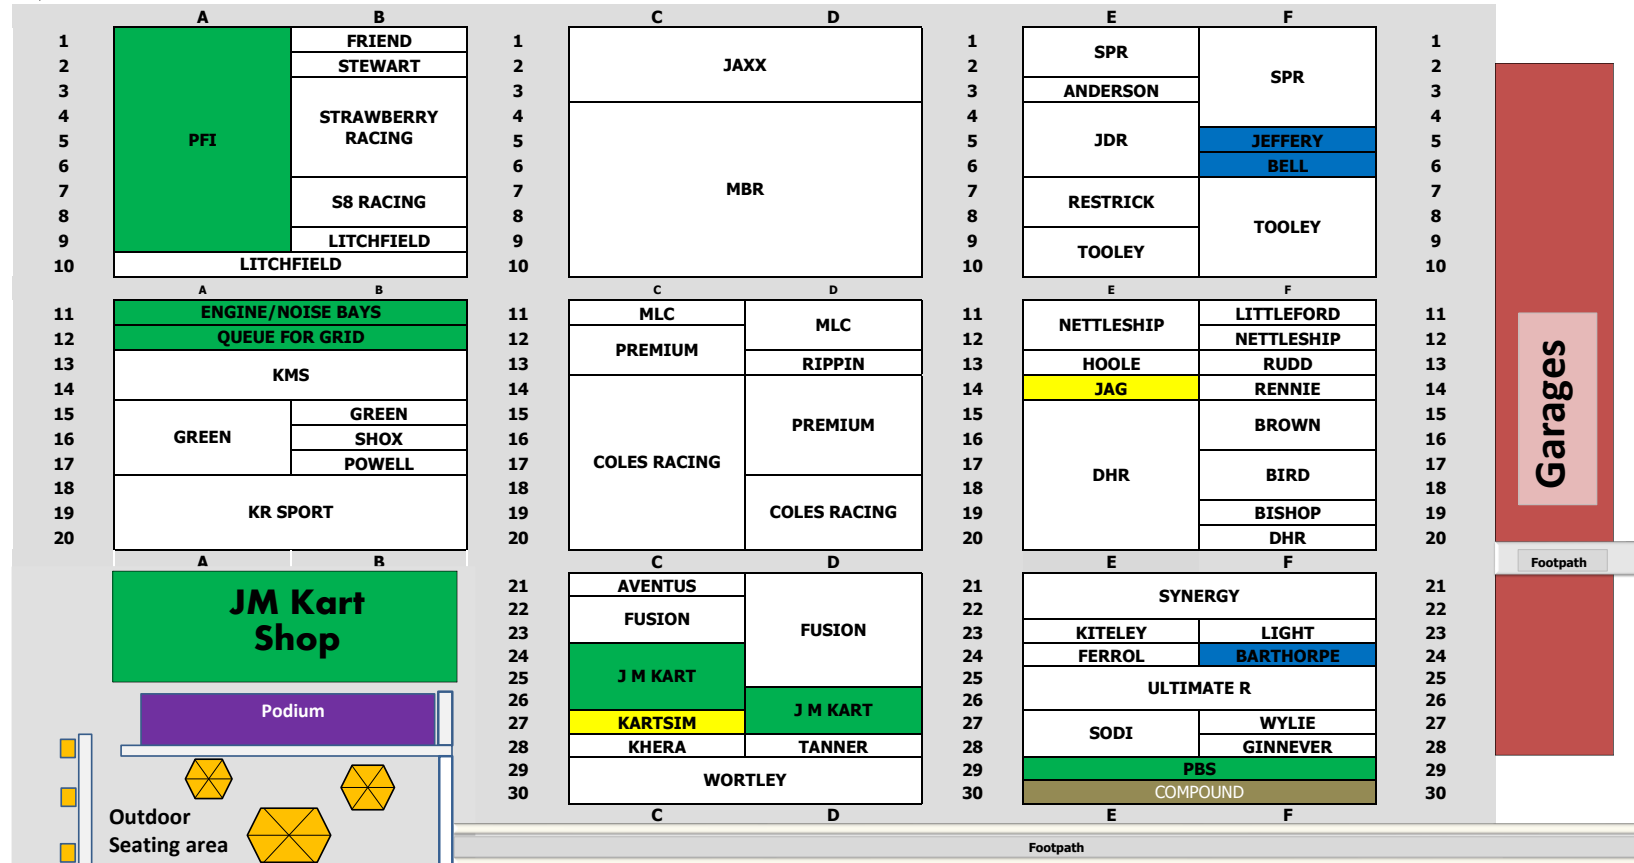 A B C D E F
1 FRIEND 1 1 SPR 1
2 STEWART 2 JAXX 2 SPR 2
3 3 3 ANDERSON 3
4 STRAWBERRY 4 4 4
5 PFI RACING 5 5 JDR JEFFERY 5
6 6 6 BELL 6
7 S8 RACING 7 MBR 7 RESTRICK 7
8 8 8 TOOLEY 8
9 LITCHFIELD 9 9 TOOLEY 9
10 LITCHFIELD 10 10 10
A B C D E F
11 ENGINE/NOISE BAYS 11 MLC MLC 11 NETTLESHIP LITTLEFORD 11
12 QUEUE FOR GRID 12 PREMIUM 12 NETTLESHIP 12
13 KMS 13 RIPPIN 13 HOOLE RUDD 13
14 14 14 JAG RENNIE 14
15 GREEN 15 PREMIUM 15 BROWN 15
16 GREEN SHOX 16 16 16
17 POWELL 17 COLES RACING 17 DHR BIRD 17
18 18 18 18
19 KR SPORT 19 COLES RACING 19 BISHOP 19
20 20 20 DHR 20
Garages
A B C D E F
Footpath
JM Kart
Shop
21 AVENTUS 21 SYNERGY 21
22 FUSION 22 22
23 FUSION 23 KITELEY LIGHT 23
24 J M KART 24 FERROL BARTHORPE 24
25 25 ULTIMATE R 25
26 J M KART 26 26
27 KARTSIM 27 SODI WYLIE 27
28 KHERA TANNER 28 GINNEVER 28
29 WORTLEY 29 PBS 29
30 30 COMPOUND 30
C D E F
Podium
Outdoor
Seating area
Footpath